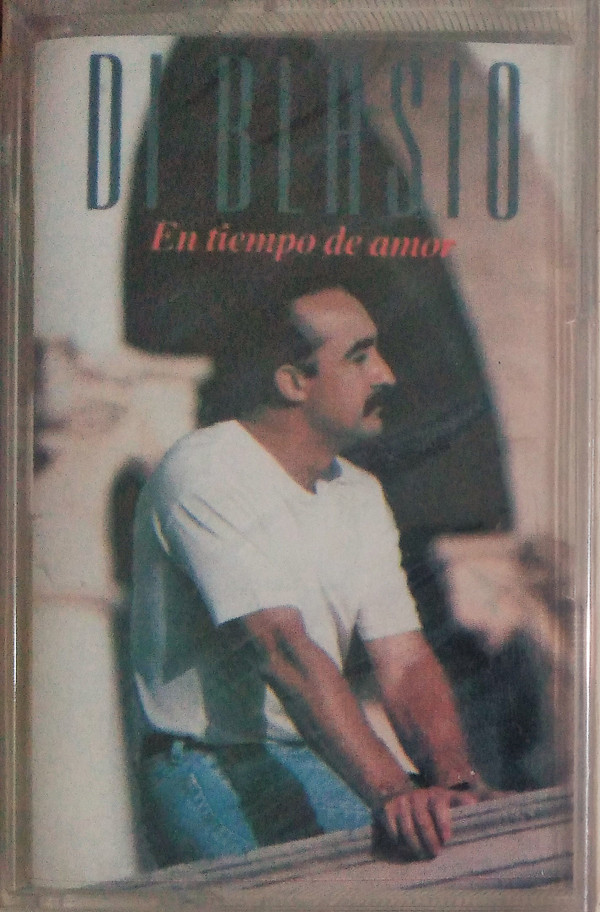 DI BLASIO
En tiempo de amor